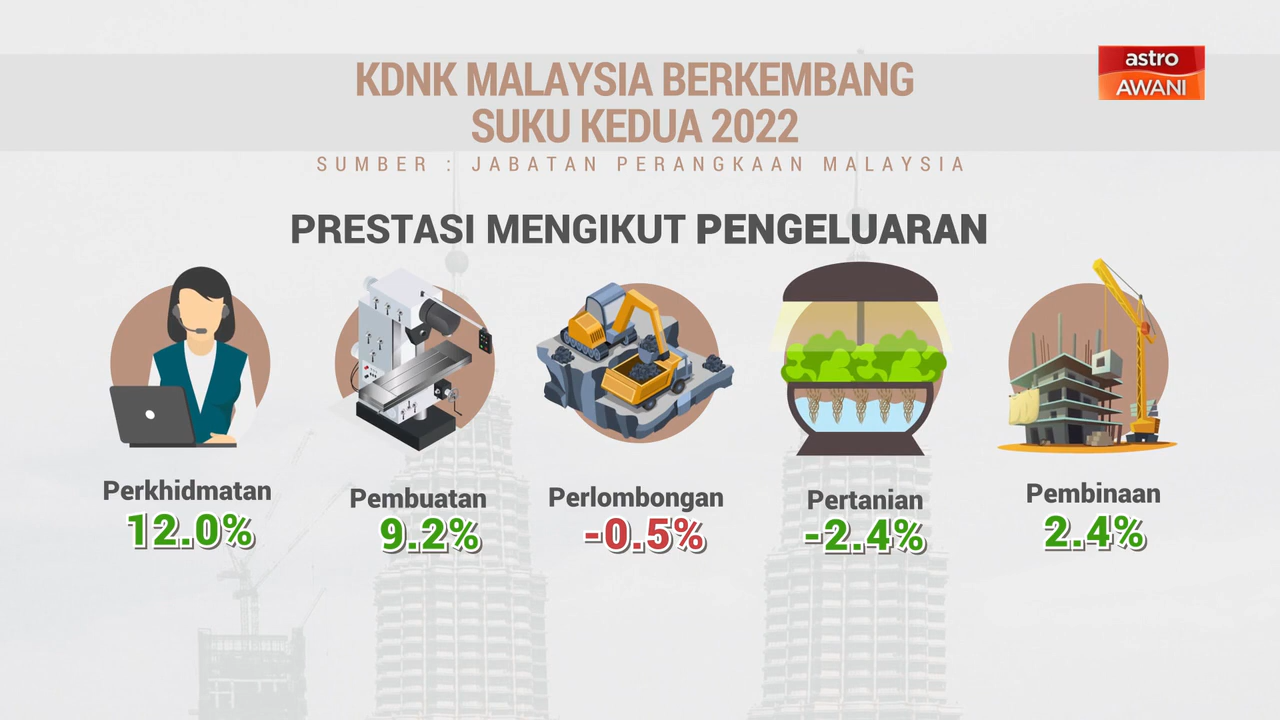 astro
AWANI
KDNK MALAYSIA BERKEMBANG
SUKU KEDUA 2022
SUMBER : JABATAN PERANGKAAN MALAYSIA
PRESTASI MENGIKUT PENGELUARAN
Perkhidmatan
12.0%
Pembuatan
9.2%
Perlombongan
-0.5%
Pertanian
-2.4%
Pembinaan
2.4%